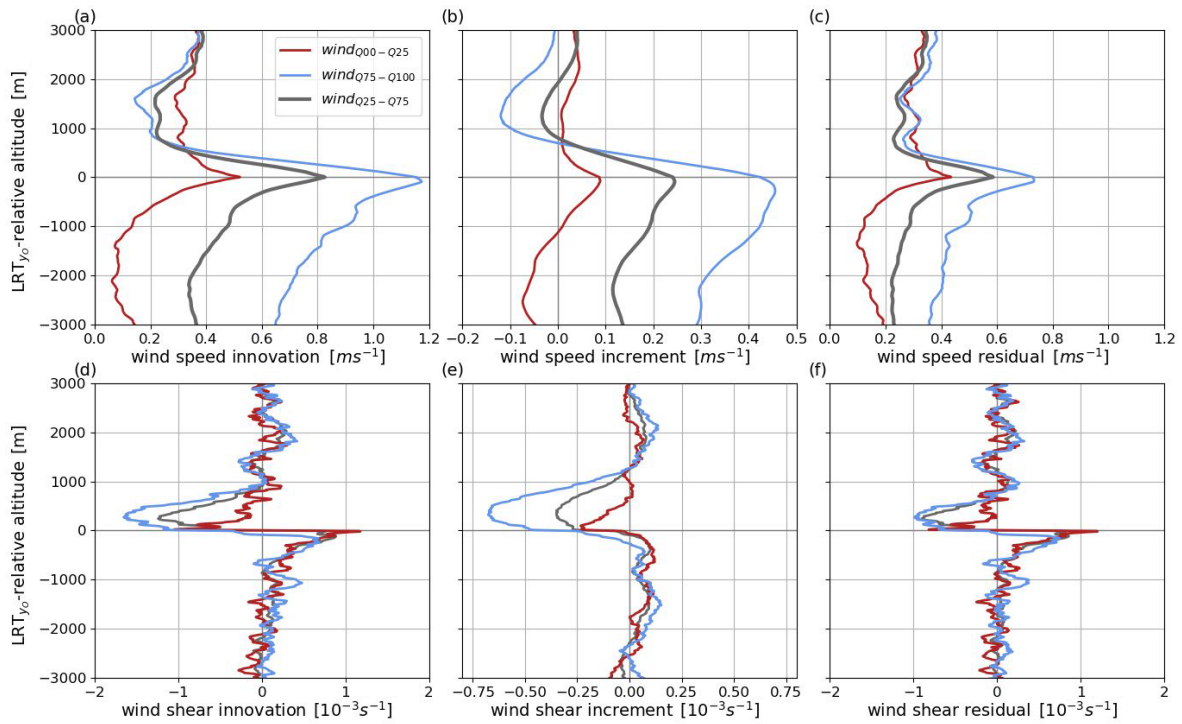 (a)
(b)
(c)
3000
2000
1000
0
−1000
−2000
−3000
LRT_{y_o}-relative altitude [m]
wind_{Q00−Q25}
wind_{Q75−Q100}
wind_{Q25−Q75}
0.0 0.2 0.4 0.6 0.8 1.0 1.2
wind speed innovation [ms^{−1}]
−0.2 −0.1 0.0 0.1 0.2 0.3 0.4 0.5
wind speed increment [ms^{−1}]
0.0 0.2 0.4 0.6 0.8 1.0 1.2
wind speed residual [ms^{−1}]
(d)
(e)
(f)
3000
2000
1000
0
−1000
−2000
−3000
LRT_{y_o}-relative altitude [m]
−2 −1 0 1 2
wind shear innovation [10^{−3}s^{−1}]
−0.75 −0.50 −0.25 0.00 0.25 0.50 0.75
wind shear increment [10^{−3}s^{−1}]
−2 −1 0 1 2
wind shear residual [10^{−3}s^{−1}]